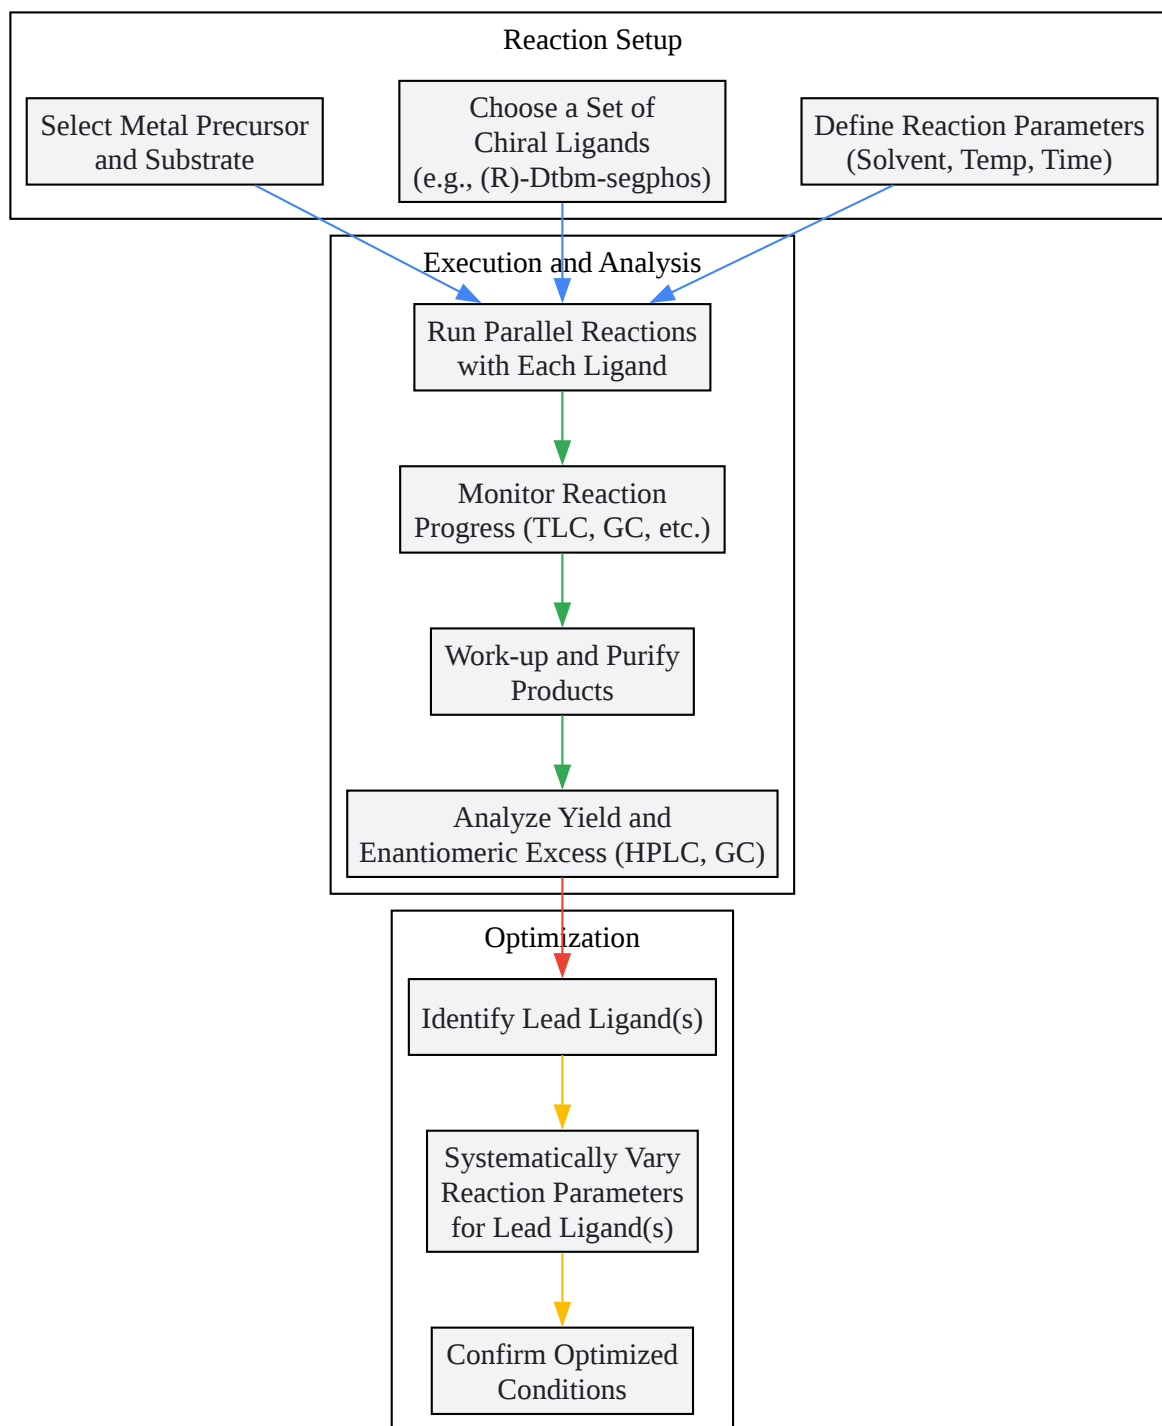 Reaction Setup
Select Metal Precursor
and Substrate
Choose a Set of
Chiral Ligands
(e.g., (R)-Dtbm-segphos)
Define Reaction Parameters
(Solvent, Temp, Time)
Execution and Analysis
Run Parallel Reactions
with Each Ligand
Monitor Reaction
Progress (TLC, GC, etc.)
Work-up and Purify
Products
Analyze Yield and
Enantiomeric Excess (HPLC, GC)
Optimization
Identify Lead Ligand(s)
Systematically Vary
Reaction Parameters
for Lead Ligand(s)
Confirm Optimized
Conditions